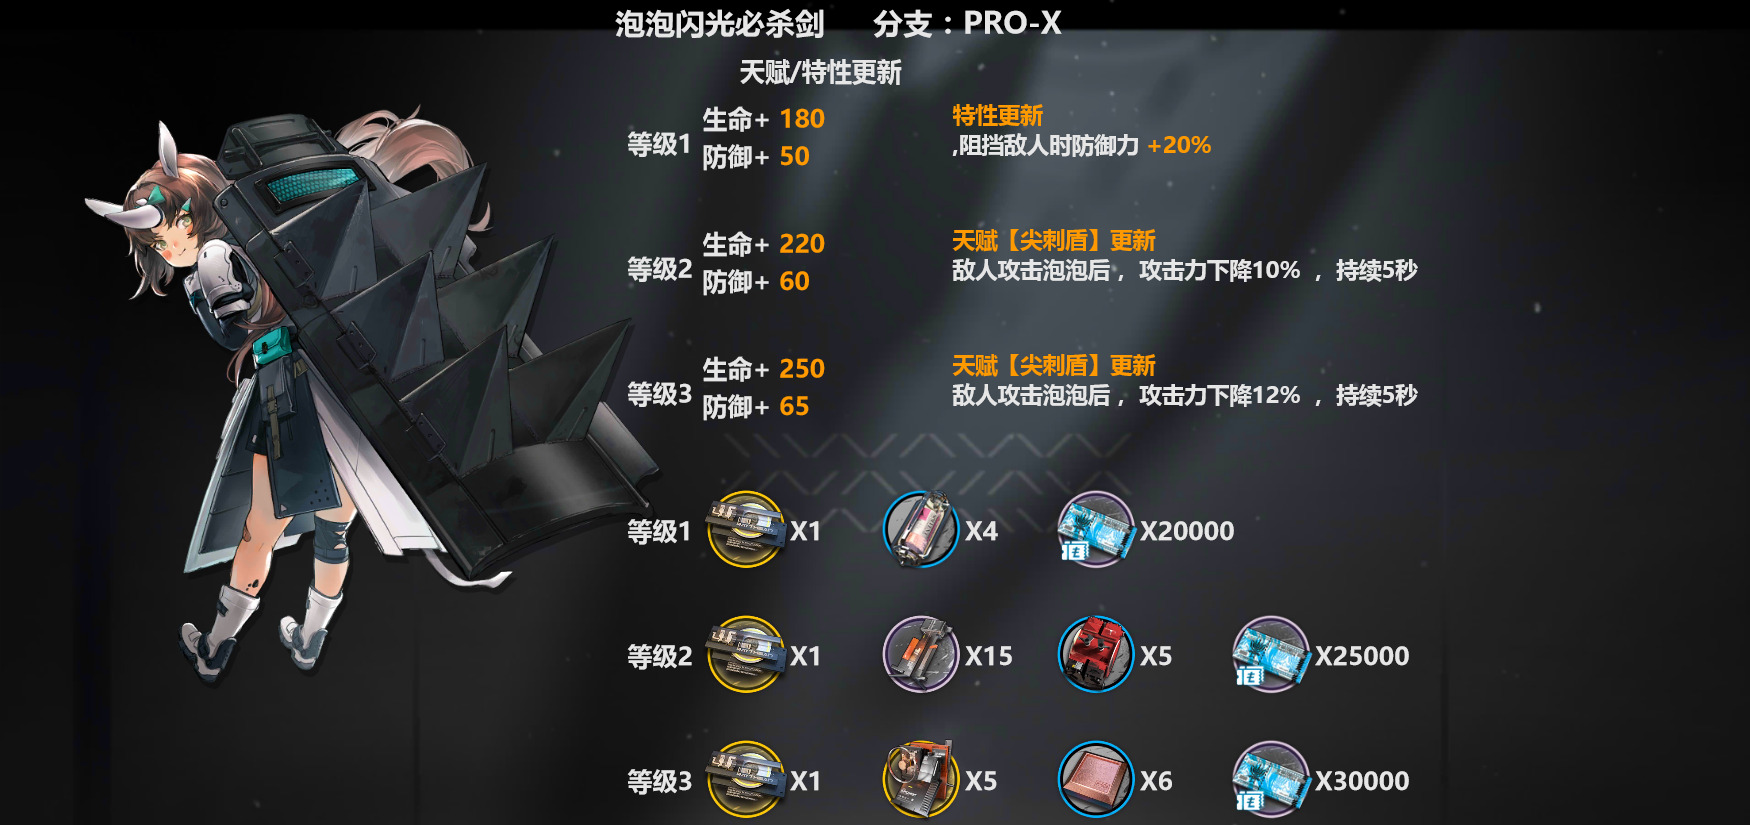 泡泡闪光必杀剑 分支：PRO-X
天赋/特性更新
等级1
生命+ 180
防御+ 50
特性更新
,阻挡敌人时防御力 +20%
等级2
生命+ 220
防御+ 60
天赋【尖刺盾】更新
敌人攻击泡泡后，攻击力下降10% ，持续5秒
等级3
生命+ 250
防御+ 65
天赋【尖刺盾】更新
敌人攻击泡泡后，攻击力下降12% ，持续5秒
等级1 X1 X4 X20000
等级2 X1 X15 X5 X25000
等级3 X1 X5 X6 X30000